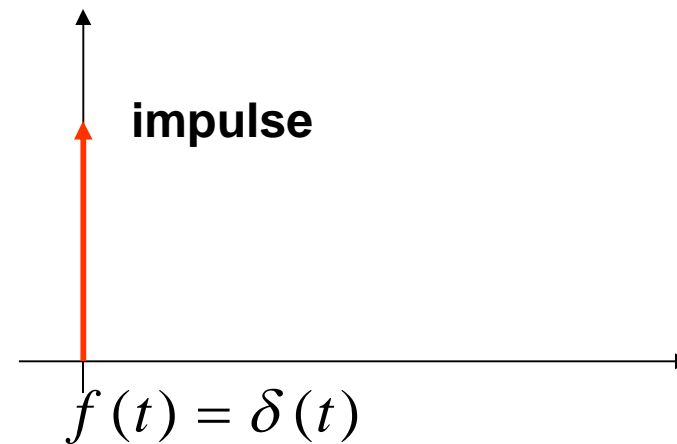 impulse
f (t) = δ (t)